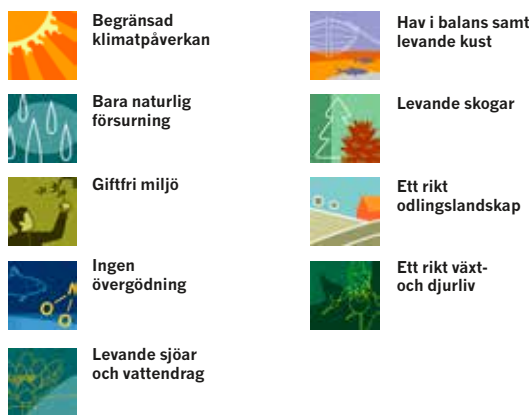 Begränsad
klimatpåverkan
Bara naturlig
försurning
Giftfri miljö
Ingen
övergödning
Levande sjöar
och vattendrag
Hav i balans samt
levande kust
Levande skogar
Ett rikt
odlingslandskap
Ett rikt växt-
och djurliv